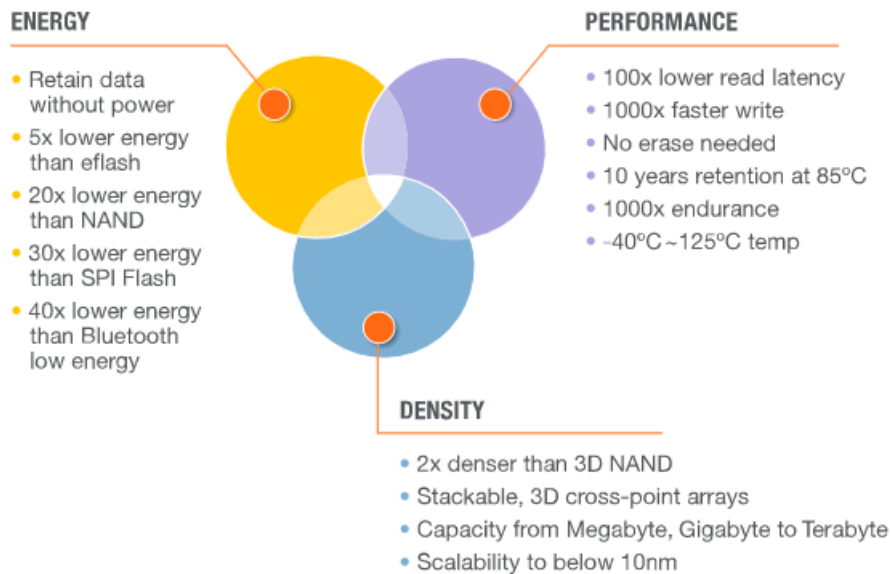 ENERGY
• Retain data
without power
• 5x lower energy
than eflash
• 20x lower energy
than NAND
• 30x lower energy
than SPI Flash
• 40x lower energy
than Bluetooth
low energy
PERFORMANCE
• 100x lower read latency
• 1000x faster write
• No erase needed
• 10 years retention at 85ºC
• 1000x endurance
• -40ºC~125ºC temp
DENSITY
• 2x denser than 3D NAND
• Stackable, 3D cross-point arrays
• Capacity from Megabyte, Gigabyte to Terabyte
• Scalability to below 10nm